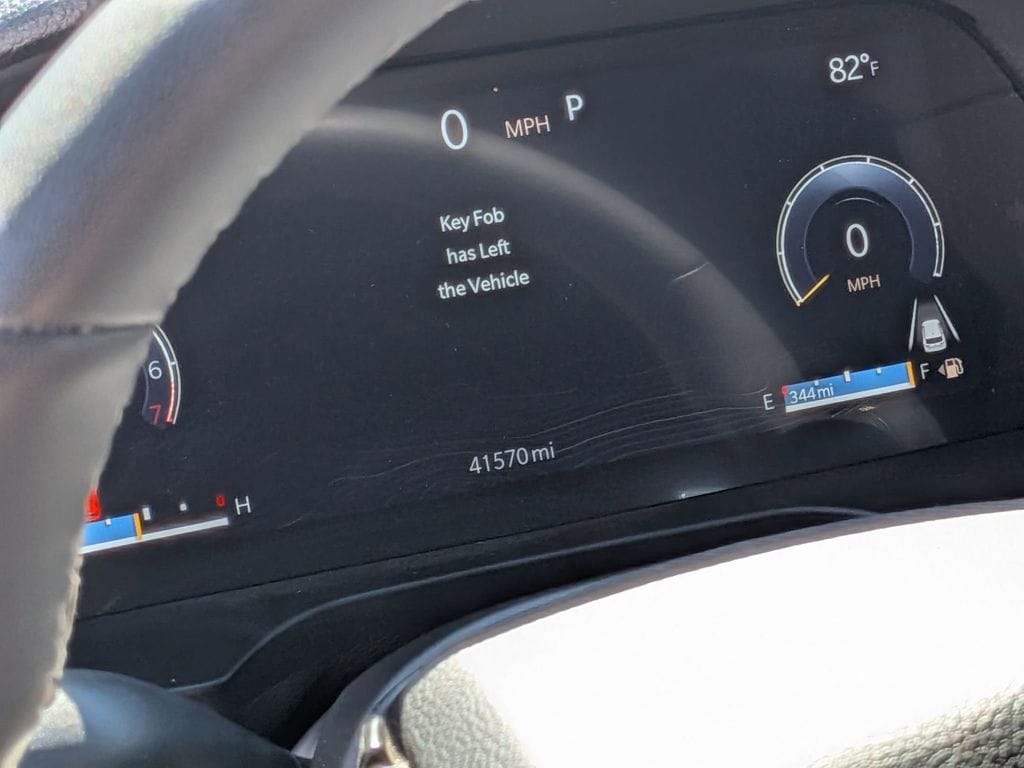 82°F
0 MPH P
Key Fob
has Left
the Vehicle
0
MPH
6
7
E 344mi F
41570mi
H